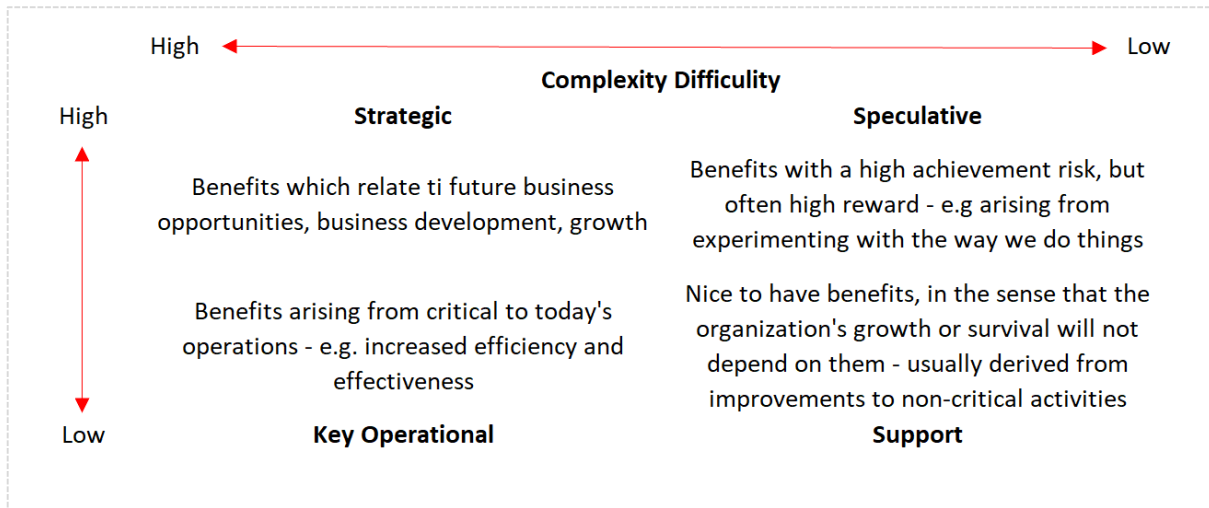 High
Low
Complexity Difficulty
High
Strategic
Speculative
Benefits which relate ti future business
opportunities, business development, growth
Benefits with a high achievement risk, but
often high reward - e.g arising from
experimenting with the way we do things
Benefits arising from critical to today's
operations - e.g. increased efficiency and
effectiveness
Nice to have benefits, in the sense that the
organization's growth or survival will not
depend on them - usually derived from
improvements to non-critical activities
Low
Key Operational
Support